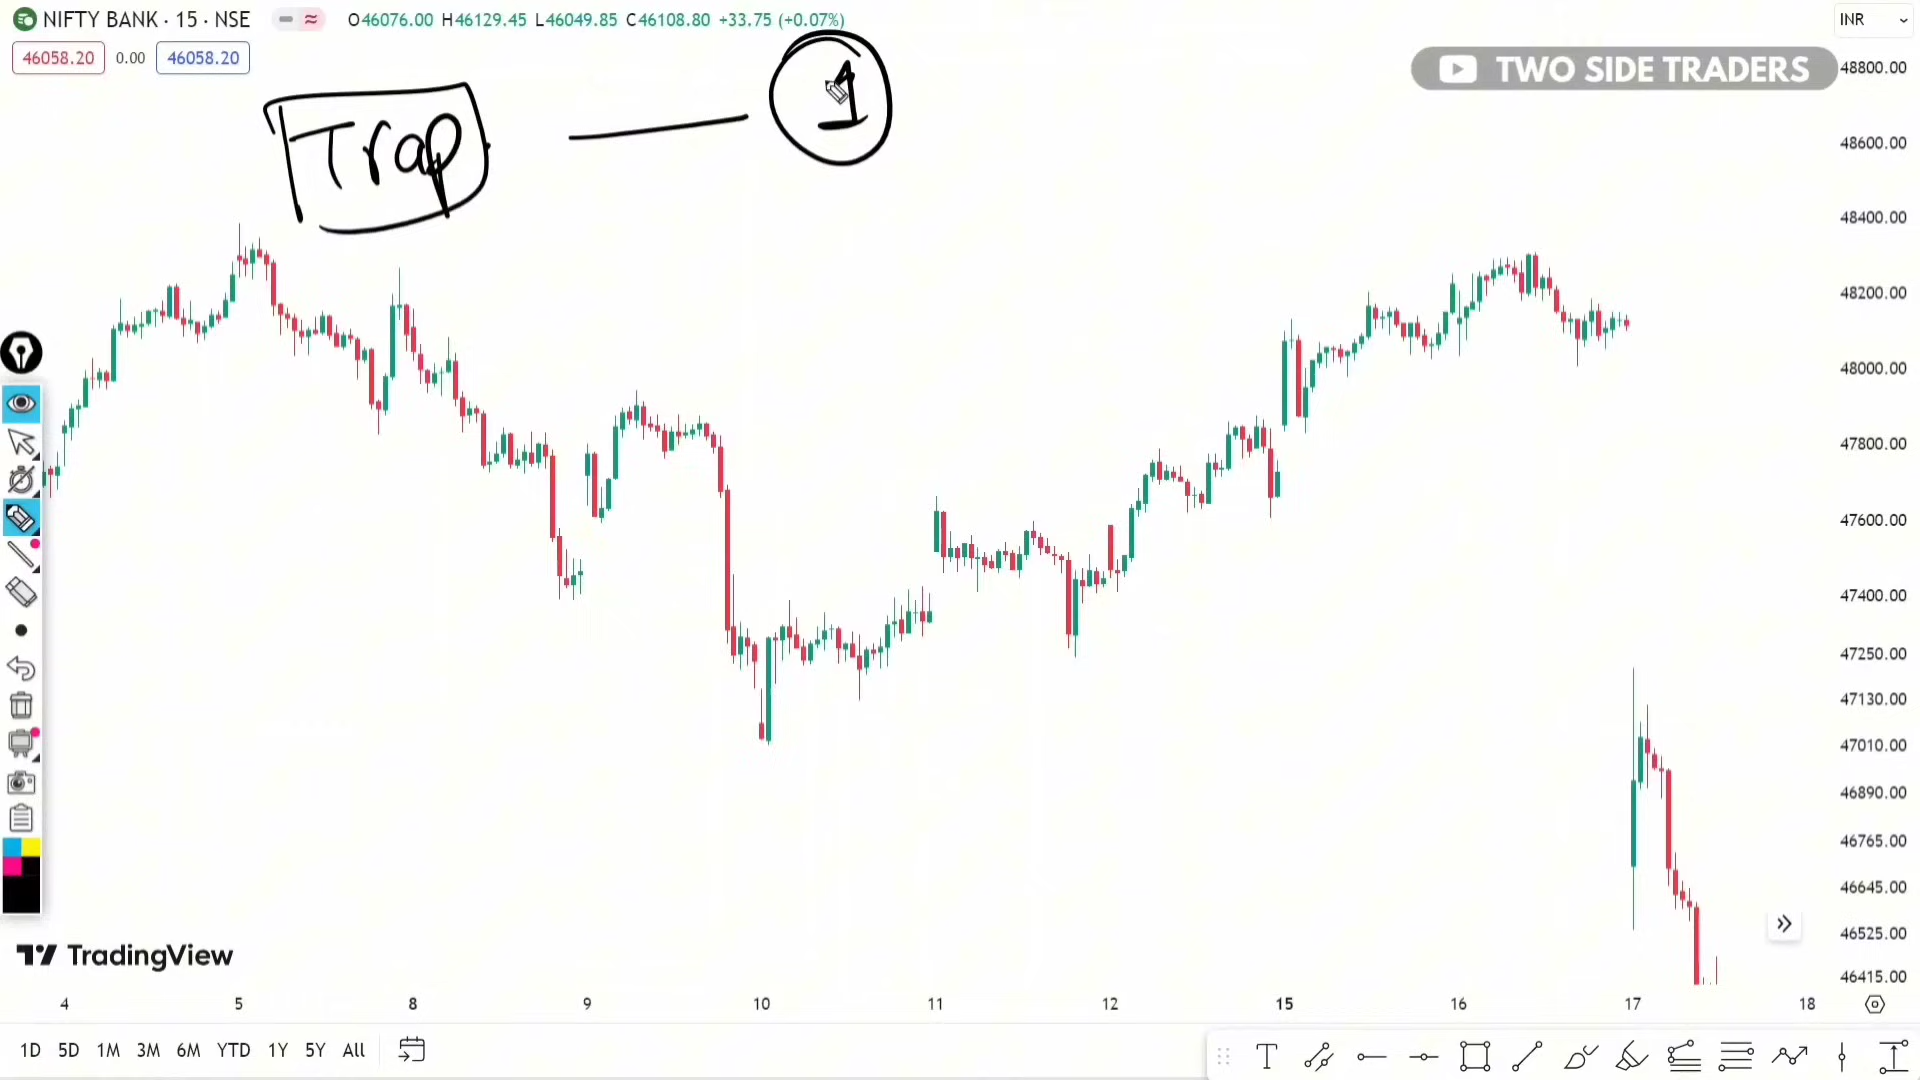 NIFTY BANK · 15 · NSE O46076.00 H46129.45 L46049.85 C46108.80 +33.75 (+0.07%) INR
46058.20 0.00 46058.20
TWO SIDE TRADERS
Trap — 1
48800.00
48600.00
48400.00
48200.00
48000.00
47800.00
47600.00
47400.00
47250.00
47130.00
47010.00
46890.00
46765.00
46645.00
46525.00
46415.00
TradingView
4 5 8 9 10 11 12 15 16 17 18
1D 5D 1M 3M 6M YTD 1Y 5Y All